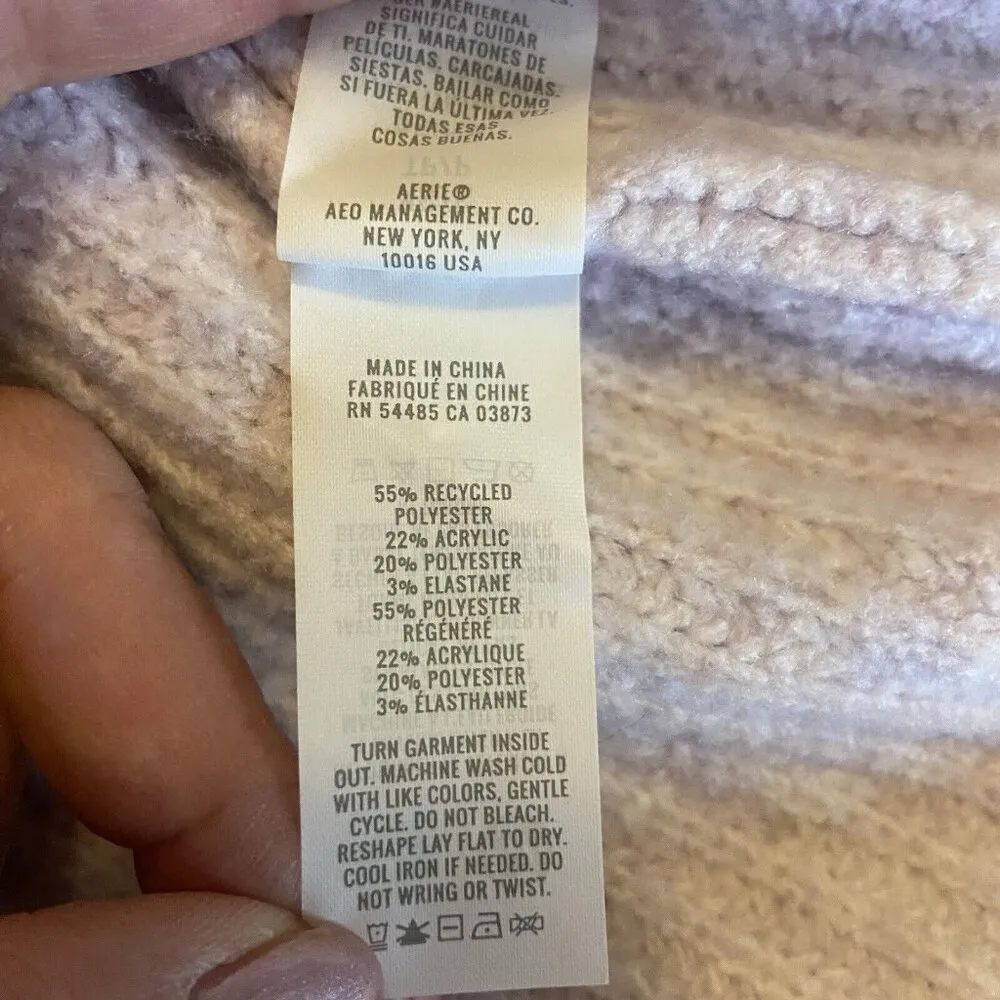 SER #AERIEREAL
SIGNIFICA CUIDAR
DE TI. MARATONES DE
PELÍCULAS. CARCAJADAS.
SIESTAS. BAILAR COMO
SI FUERA LA ÚLTIMA VEZ.
TODAS ESAS
COSAS BUENAS.
AERIE®
AEO MANAGEMENT CO.
NEW YORK, NY
10016 USA
MADE IN CHINA
FABRIQUÉ EN CHINE
RN 54485 CA 03873
55% RECYCLED
POLYESTER
22% ACRYLIC
20% POLYESTER
3% ELASTANE
55% POLYESTER
RÉGÉNÉRÉ
22% ACRYLIQUE
20% POLYESTER
3% ÉLASTHANNE
TURN GARMENT INSIDE
OUT. MACHINE WASH COLD
WITH LIKE COLORS, GENTLE
CYCLE. DO NOT BLEACH.
RESHAPE LAY FLAT TO DRY.
COOL IRON IF NEEDED. DO
NOT WRING OR TWIST.